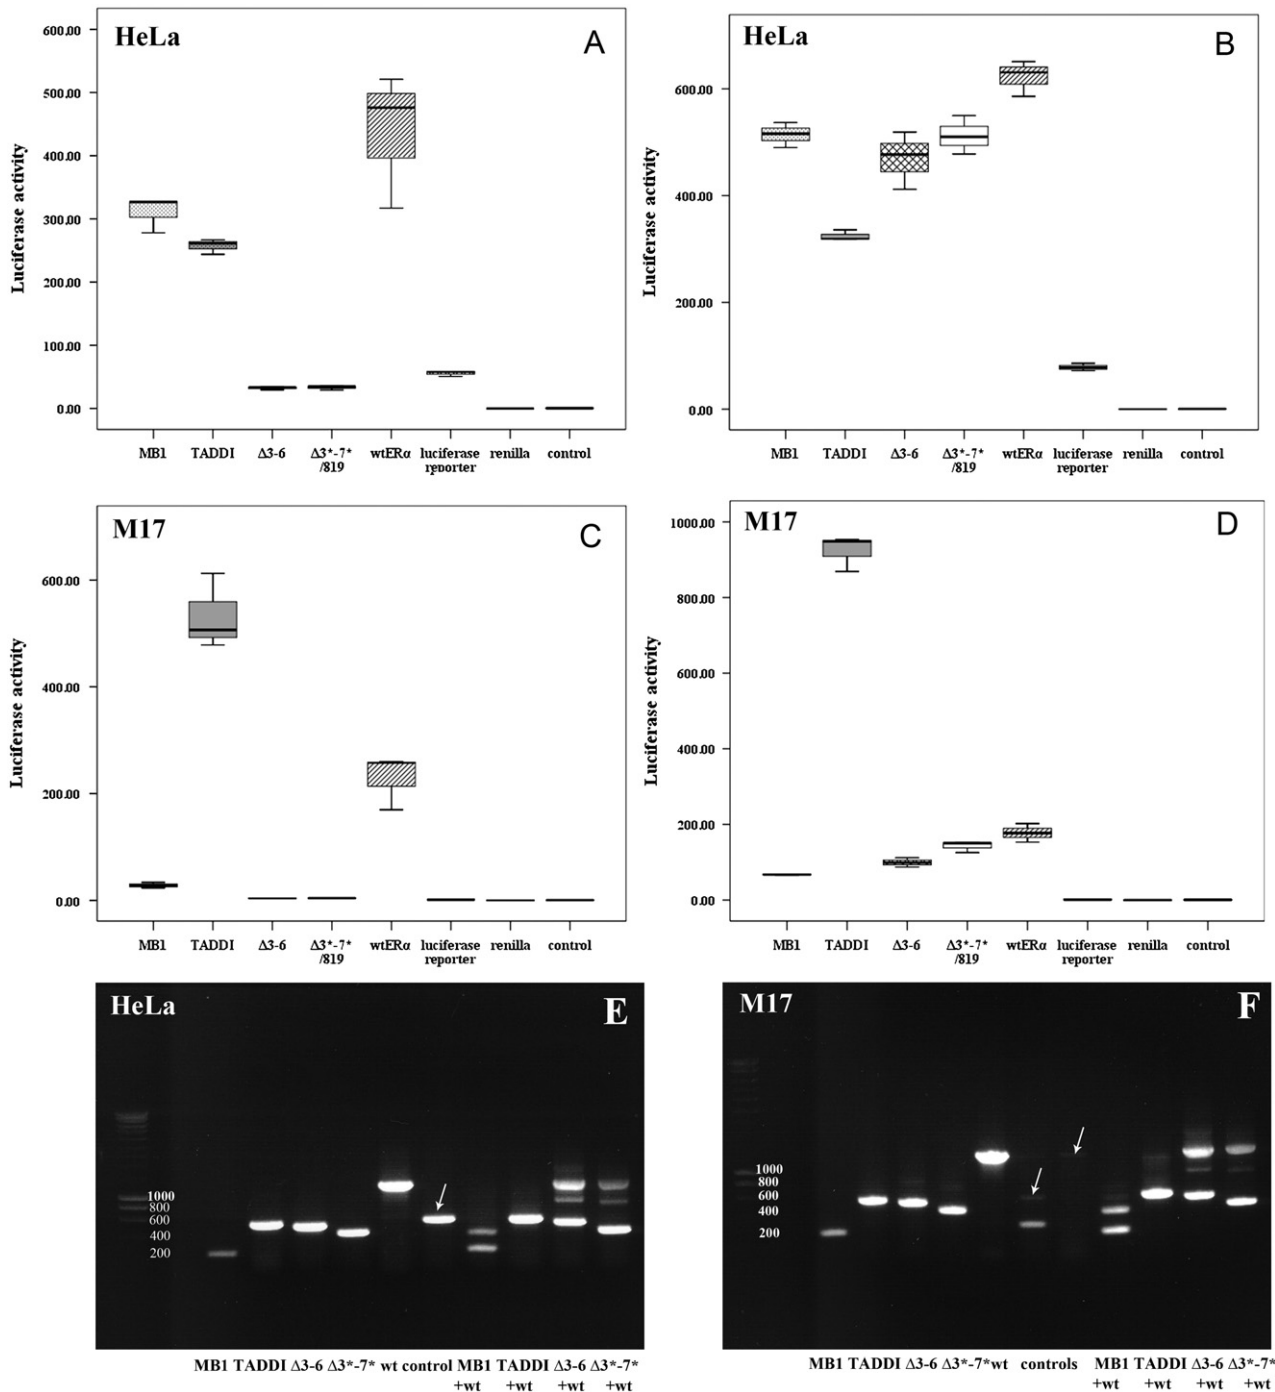 HeLa
A
Luciferase activity
600.00
500.00
400.00
300.00
200.00
100.00
0.00
MB1 TADDI Δ3-6 Δ3*-7* wtERα luciferase renilla control
/819 reporter
HeLa
B
Luciferase activity
600.00
400.00
200.00
0.00
MB1 TADDI Δ3-6 Δ3*-7* wtERα luciferase renilla control
/819 reporter
M17
C
Luciferase activity
600.00
400.00
200.00
0.00
MB1 TADDI Δ3-6 Δ3*-7* wtERα luciferase renilla control
/819 reporter
M17
D
Luciferase activity
1000.00
800.00
600.00
400.00
200.00
0.00
MB1 TADDI Δ3-6 Δ3*-7* wtERα luciferase renilla control
/819 reporter
HeLa
E
1000
800
600
400
200
MB1 TADDI Δ3-6 Δ3*-7* wt control MB1 TADDI Δ3-6 Δ3*-7*
+wt +wt +wt +wt
M17
F
1000
800
600
400
200
MB1 TADDI Δ3-6 Δ3*-7*wt controls MB1 TADDI Δ3-6 Δ3*-7*
+wt +wt +wt +wt